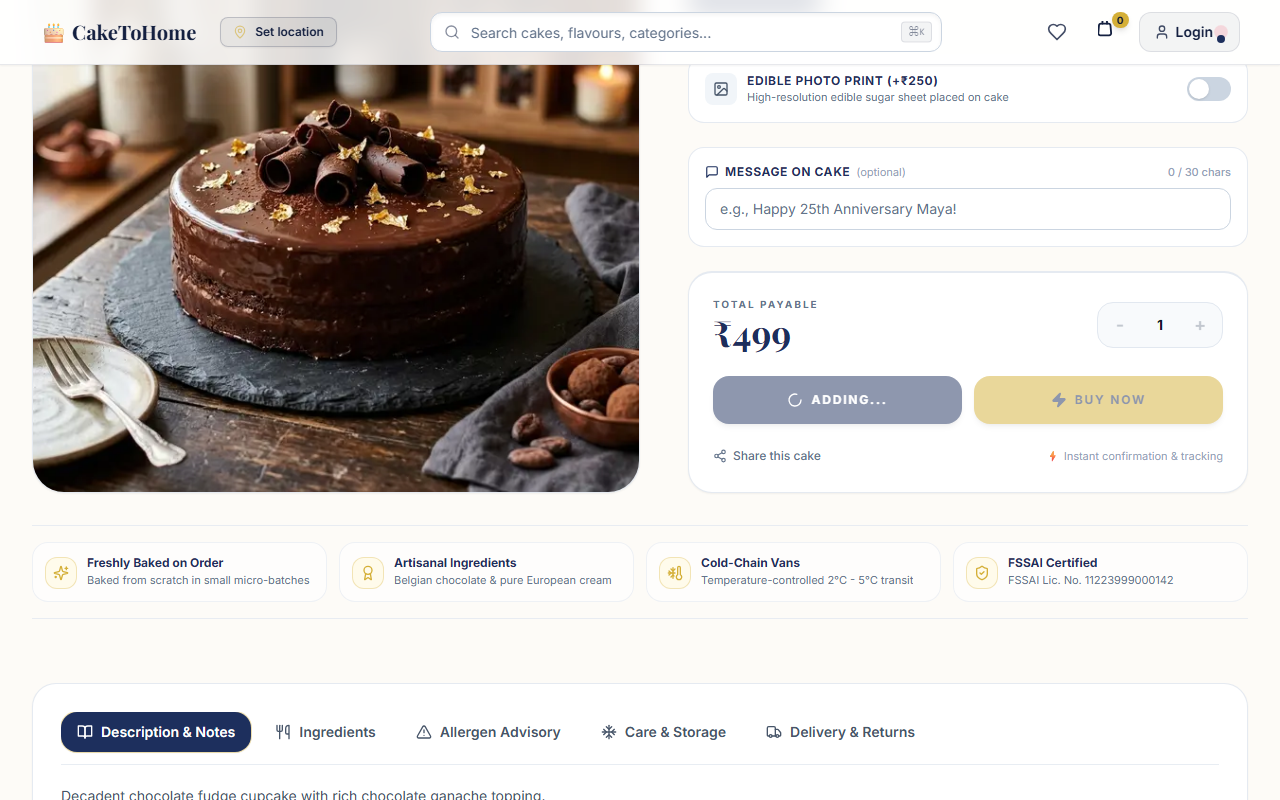 CakeToHome
Set location
Search cakes, flavours, categories...
⌘K
0
Login
EDIBLE PHOTO PRINT (+₹250)
High-resolution edible sugar sheet placed on cake
MESSAGE ON CAKE (optional)
0 / 30 chars
e.g., Happy 25th Anniversary Maya!
TOTAL PAYABLE
₹499
- 1 +
ADDING...
BUY NOW
Share this cake
Instant confirmation & tracking
Freshly Baked on Order
Baked from scratch in small micro-batches
Artisanal Ingredients
Belgian chocolate & pure European cream
Cold-Chain Vans
Temperature-controlled 2°C - 5°C transit
FSSAI Certified
FSSAI Lic. No. 11223999000142
Description & Notes
Ingredients
Allergen Advisory
Care & Storage
Delivery & Returns
Decadent chocolate fudge cupcake with rich chocolate ganache topping.